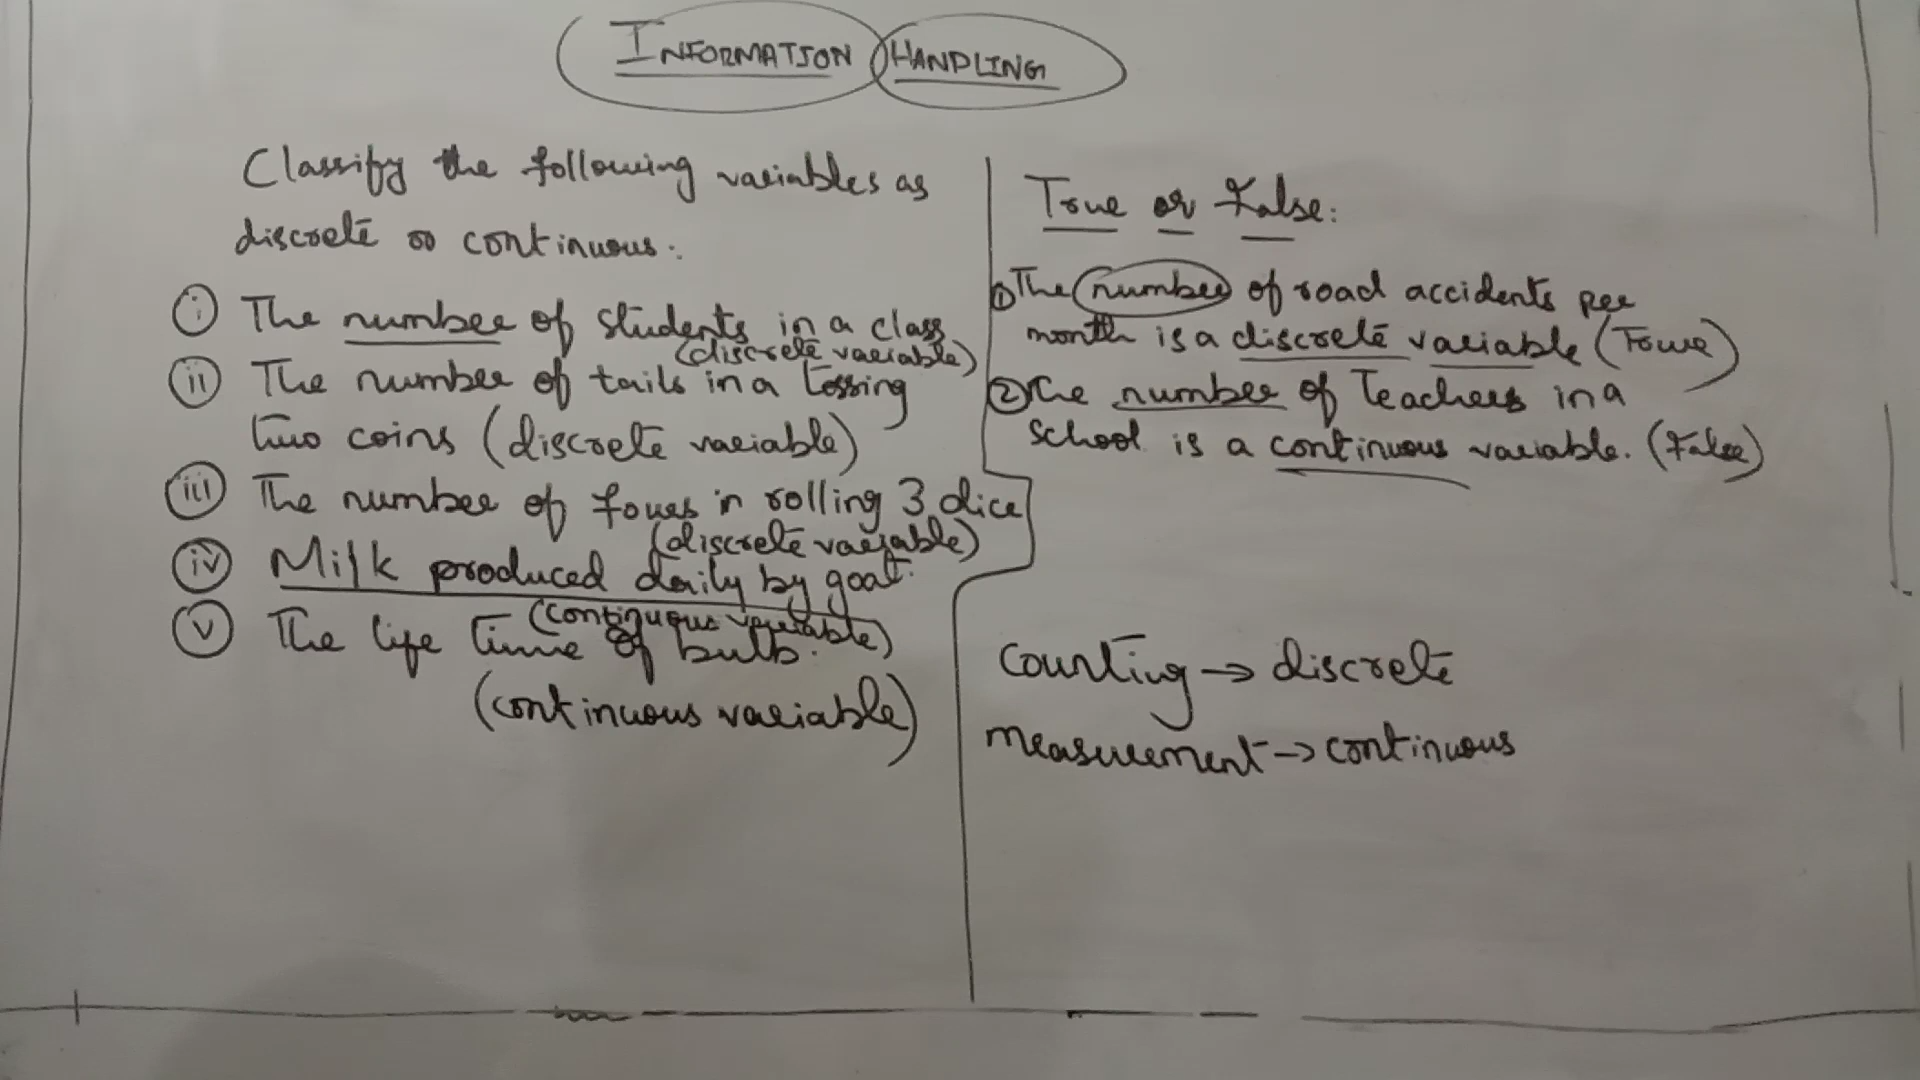 INFORMATION HANDLING
Classify the following variables as
discrete or continuous.
i The number of students in a class
(discrete variable)
ii The number of tails in a tossing
two coins (discrete variable)
iii The number of fours in rolling 3 dice
(discrete variable)
iv Milk produced daily by goat.
(continuous variable)
v The life time of bulb.
(continuous variable)
True or False:
① The number of road accidents per
month is a discrete variable (True)
② The number of Teachers in a
school is a continuous variable. (False)
counting → discrete
measurement → continuous